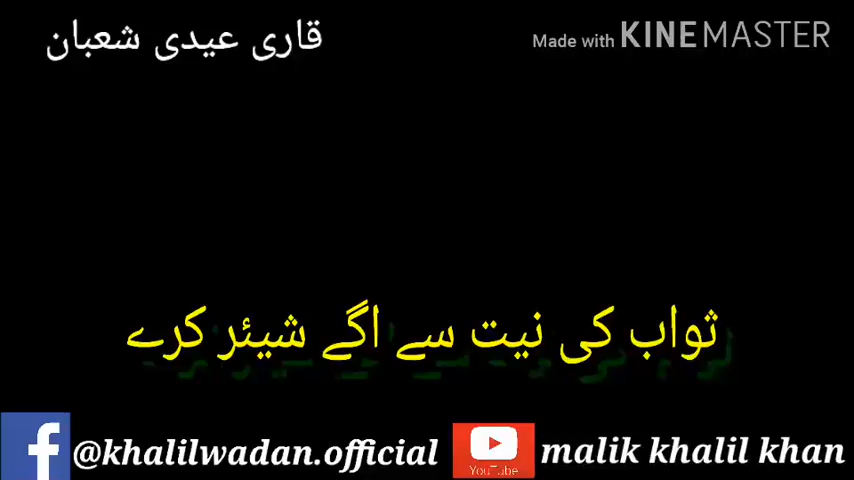 قاری عیدی شعبان
Made with KINEMASTER
ثواب کی نیت سے اگے شیئر کرے
@khalilwadan.official
YouTube
malik khalil khan